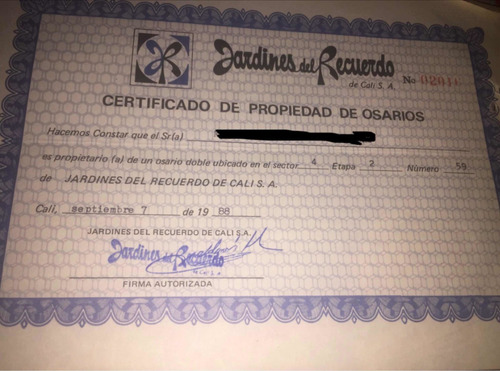 Jardines del Recuerdo
de Cali S. A.
No
CERTIFICADO DE PROPIEDAD DE OSARIOS
Hacemos Constar que el Sr(a)
es propietario (a) de un osario doble ubicado en el sector 4 Etapa 2 Número 59
de JARDINES DEL RECUERDO DE CALI S. A.
Cali, septiembre 7 de 19 88
JARDINES DEL RECUERDO DE CALI S.A.
Jardines del Recuerdo
FIRMA AUTORIZADA